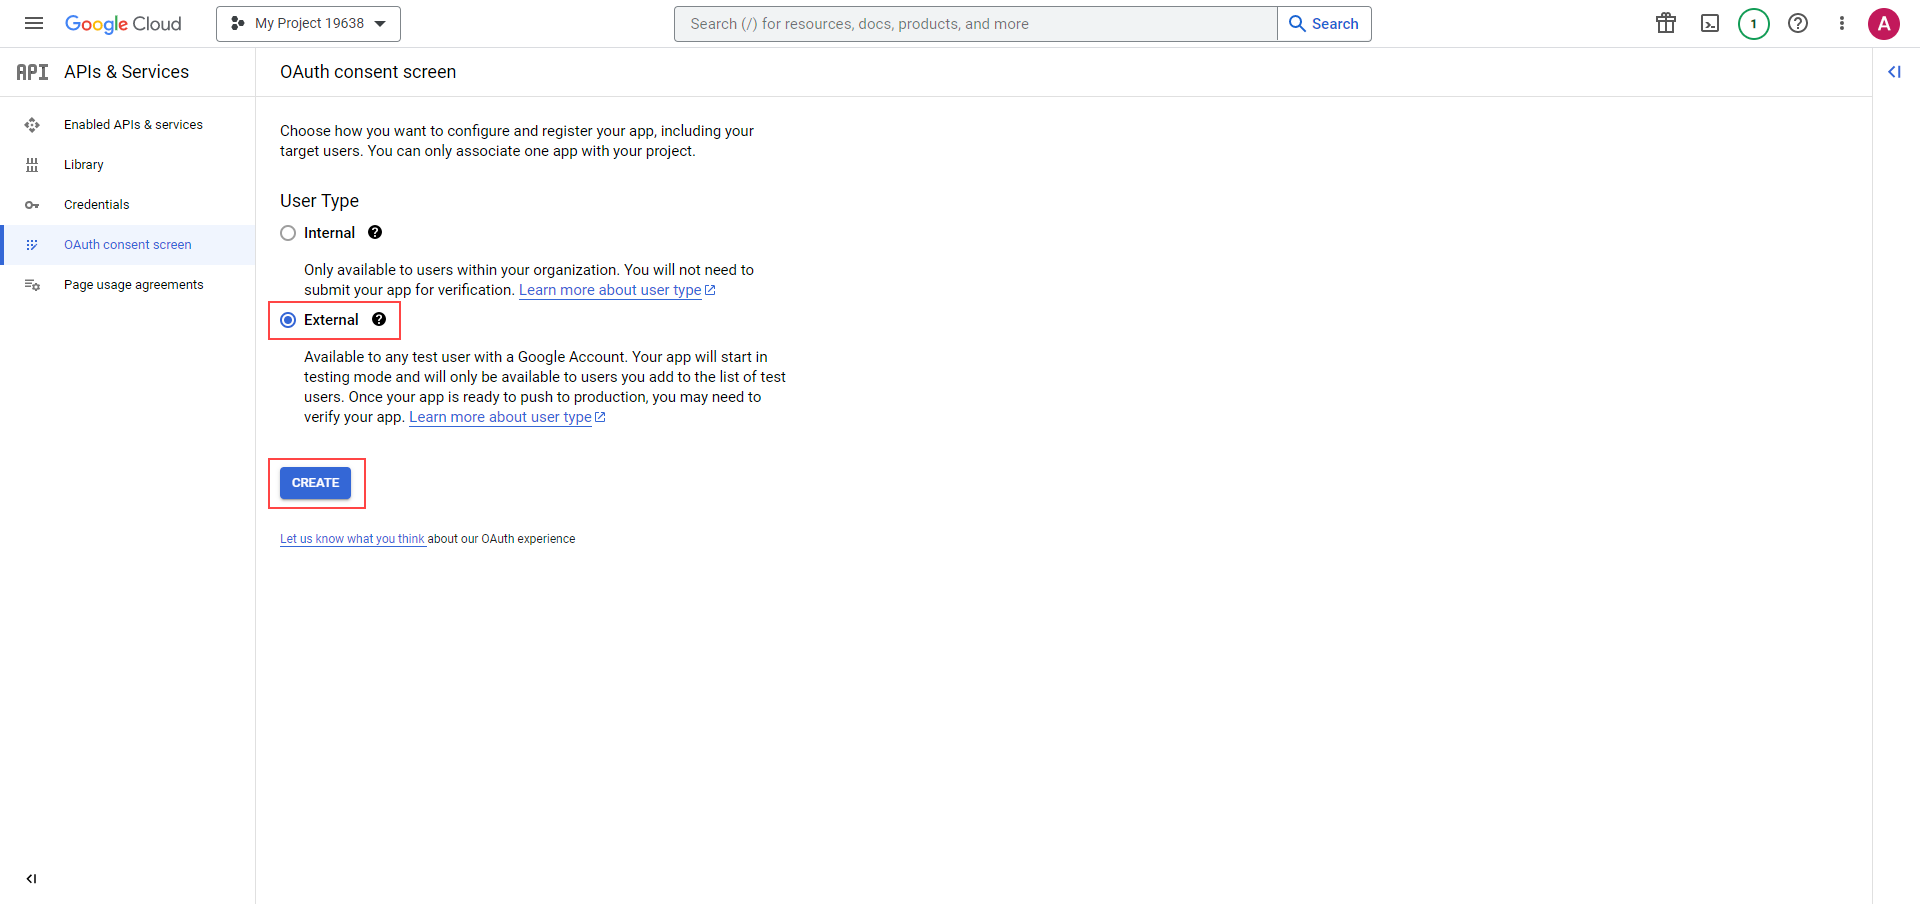 Google Cloud
My Project 19638
Search (/) for resources, docs, products, and more
Search
1
A
API
APIs & Services
OAuth consent screen
Enabled APIs & services
Library
Credentials
OAuth consent screen
Page usage agreements
Choose how you want to configure and register your app, including your
target users. You can only associate one app with your project.
User Type
Internal
Only available to users within your organization. You will not need to
submit your app for verification. Learn more about user type
External
Available to any test user with a Google Account. Your app will start in
testing mode and will only be available to users you add to the list of test
users. Once your app is ready to push to production, you may need to
verify your app. Learn more about user type
CREATE
Let us know what you think about our OAuth experience